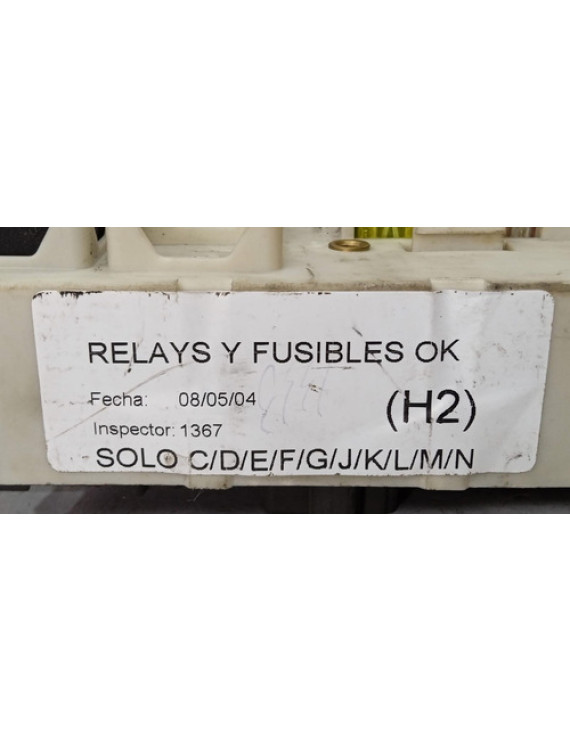 RELAYS Y FUSIBLES OK
Fecha: 08/05/04 (H2)
Inspector: 1367
SOLO C/D/E/F/G/J/K/L/M/N